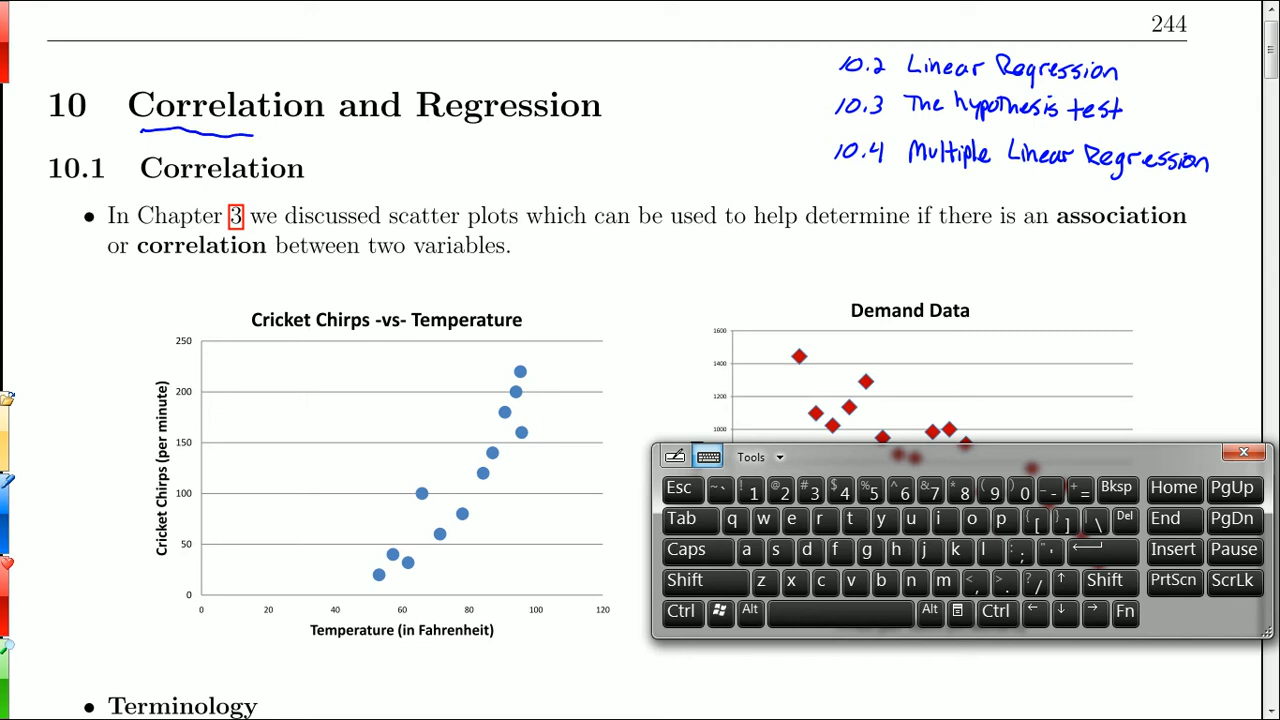 244
10.2 Linear Regression
10 Correlation and Regression
10.3 The hypothesis test
10.4 Multiple Linear Regression
10.1 Correlation
• In Chapter 3 we discussed scatter plots which can be used to help determine if there is an association
or correlation between two variables.
Cricket Chirps -vs- Temperature
250
200
150
100
50
0
0 20 40 60 80 100 120
Cricket Chirps (per minute)
Temperature (in Fahrenheit)
Demand Data
1600
1400
1200
1000
Tools
Esc ~ ` ! 1 @ 2 # 3 $ 4 % 5 ^ 6 & 7 * 8 ( 9 ) 0 _ - + = Bksp Home PgUp
Tab q w e r t y u i o p { [ } ] | \ Del End PgDn
Caps a s d f g h j k l : ; " ' Insert Pause
Shift z x c v b n m < , > . ? / ↑ Shift PrtScn ScrLk
Ctrl Alt Alt Ctrl ← ↓ → Fn
• Terminology